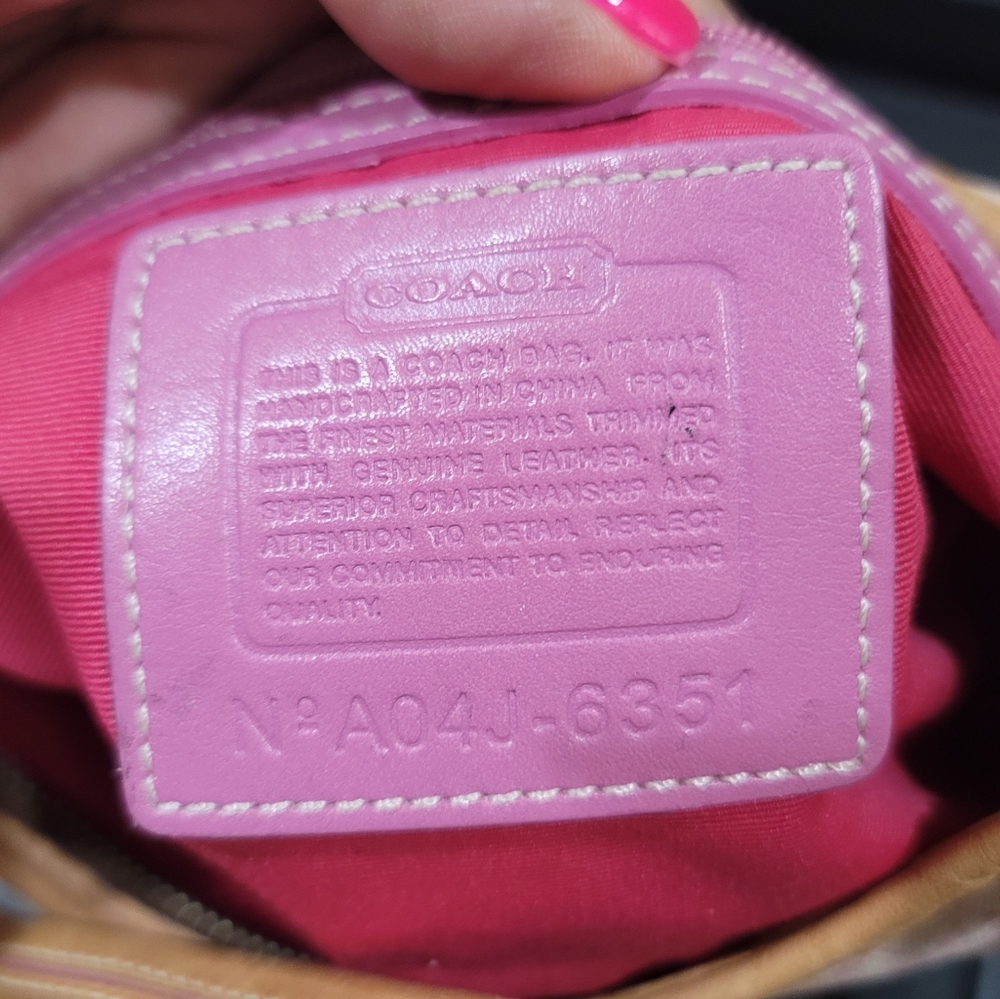 COACH
THIS IS A COACH BAG. IT WAS
HANDCRAFTED IN CHINA FROM
THE FINEST MATERIALS TRIMMED
WITH GENUINE LEATHER. ITS
SUPERIOR CRAFTSMANSHIP AND
ATTENTION TO DETAIL REFLECT
OUR COMMITMENT TO ENDURING
QUALITY.
Nº A04J-6351